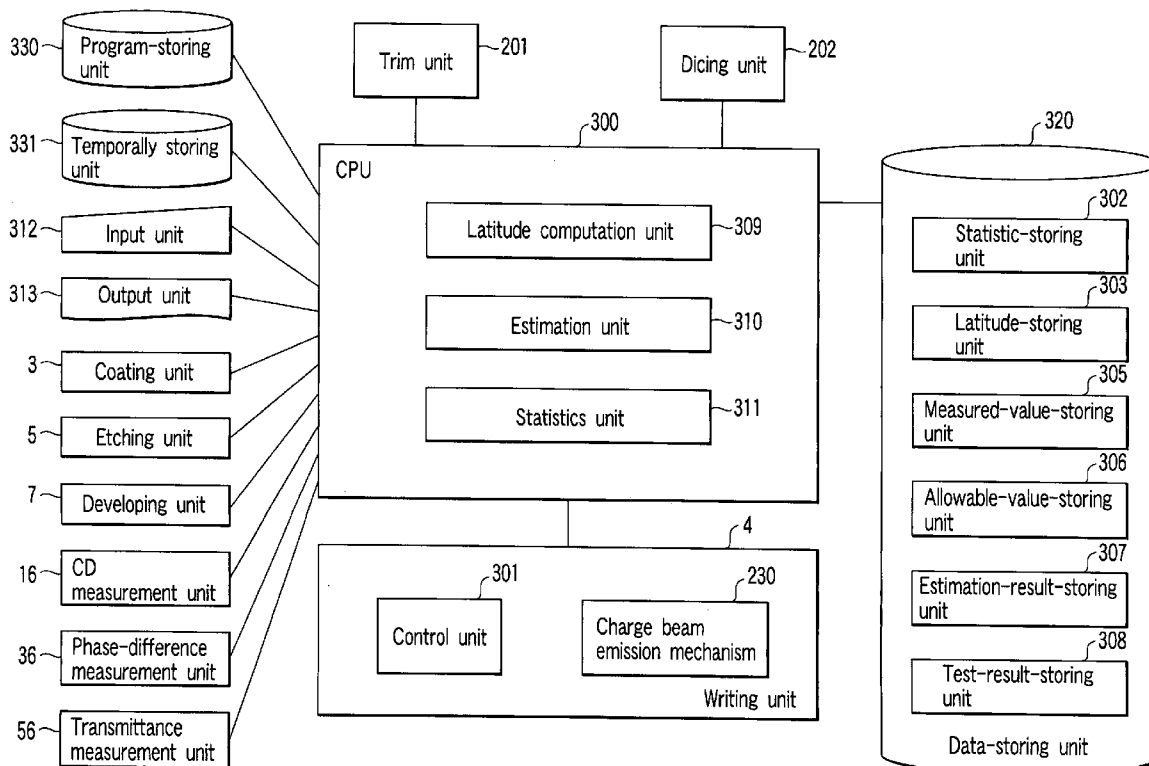 330
Program-storing
unit
331
Temporally storing
unit
312
Input unit
313
Output unit
3
Coating unit
5
Etching unit
7
Developing unit
16
CD
measurement unit
36
Phase-difference
measurement unit
56
Transmittance
measurement unit
201
Trim unit
202
Dicing unit
300
CPU
Latitude computation unit
309
Estimation unit
310
Statistics unit
311
4
301
Control unit
230
Charge beam
emission mechanism
Writing unit
320
302
Statistic-storing
unit
303
Latitude-storing
unit
305
Measured-value-storing
unit
306
Allowable-value-storing
unit
307
Estimation-result-storing
unit
308
Test-result-storing
unit
Data-storing unit